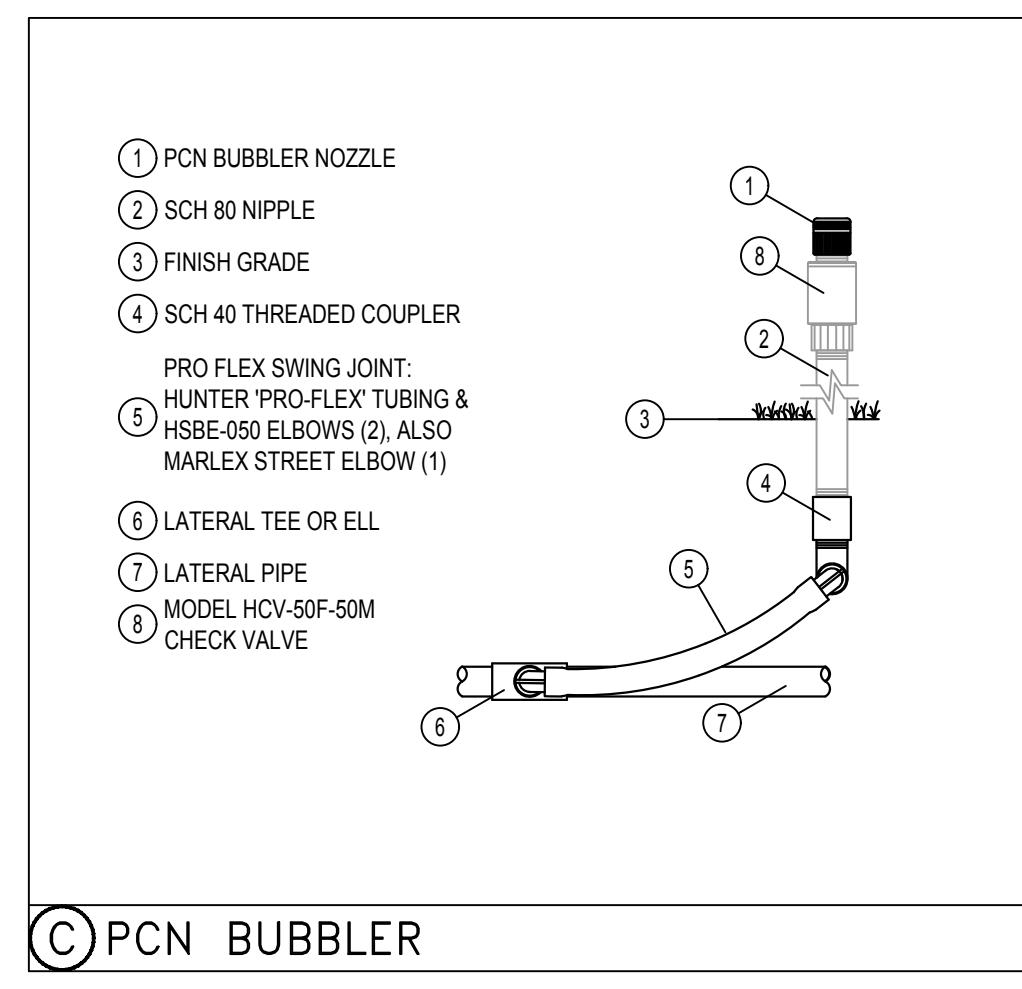 1 PCN BUBBLER NOZZLE
2 SCH 80 NIPPLE
3 FINISH GRADE
4 SCH 40 THREADED COUPLER
PRO FLEX SWING JOINT:
5 HUNTER 'PRO-FLEX' TUBING &
HSBE-050 ELBOWS (2), ALSO
MARLEX STREET ELBOW (1)
6 LATERAL TEE OR ELL
7 LATERAL PIPE
8 MODEL HCV-50F-50M
CHECK VALVE
1
8
2
3
4
5
6
7
C PCN BUBBLER